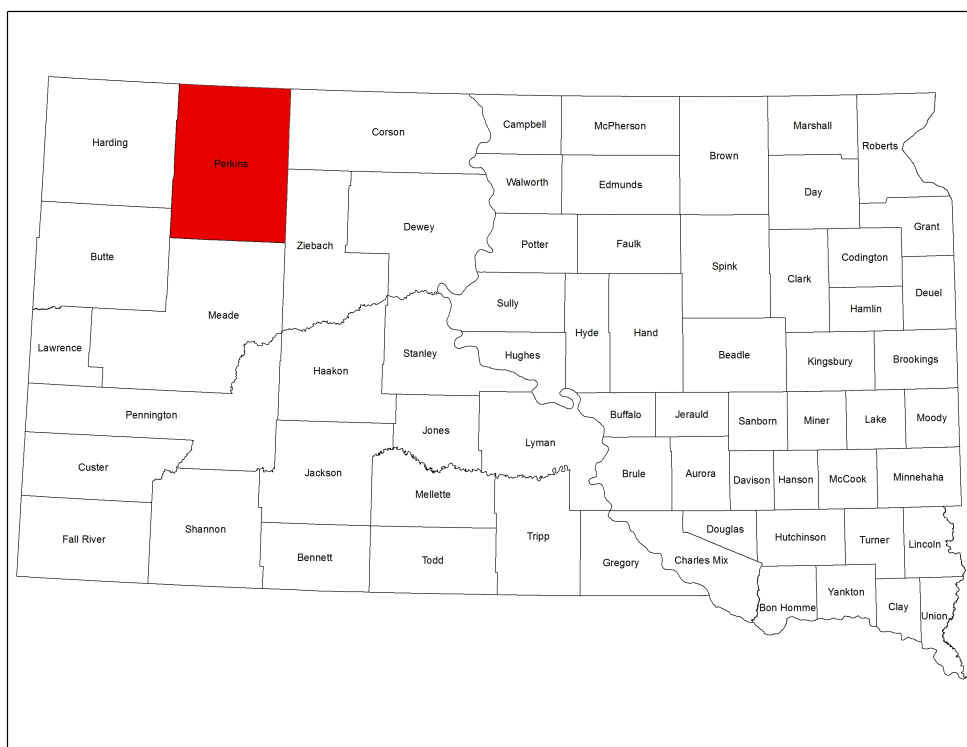 Harding
Perkins
Corson
Campbell
McPherson
Brown
Marshall
Roberts
Walworth
Edmunds
Day
Butte
Ziebach
Dewey
Potter
Faulk
Spink
Clark
Codington
Grant
Meade
Sully
Hyde
Hand
Hamlin
Deuel
Lawrence
Haakon
Stanley
Hughes
Beadle
Kingsbury
Brookings
Pennington
Jones
Lyman
Buffalo
Jerauld
Sanborn
Miner
Lake
Moody
Custer
Jackson
Mellette
Brule
Aurora
Davison
Hanson
McCook
Minnehaha
Fall River
Shannon
Bennett
Todd
Tripp
Gregory
Charles Mix
Douglas
Hutchinson
Turner
Lincoln
Bon Homme
Yankton
Clay
Union